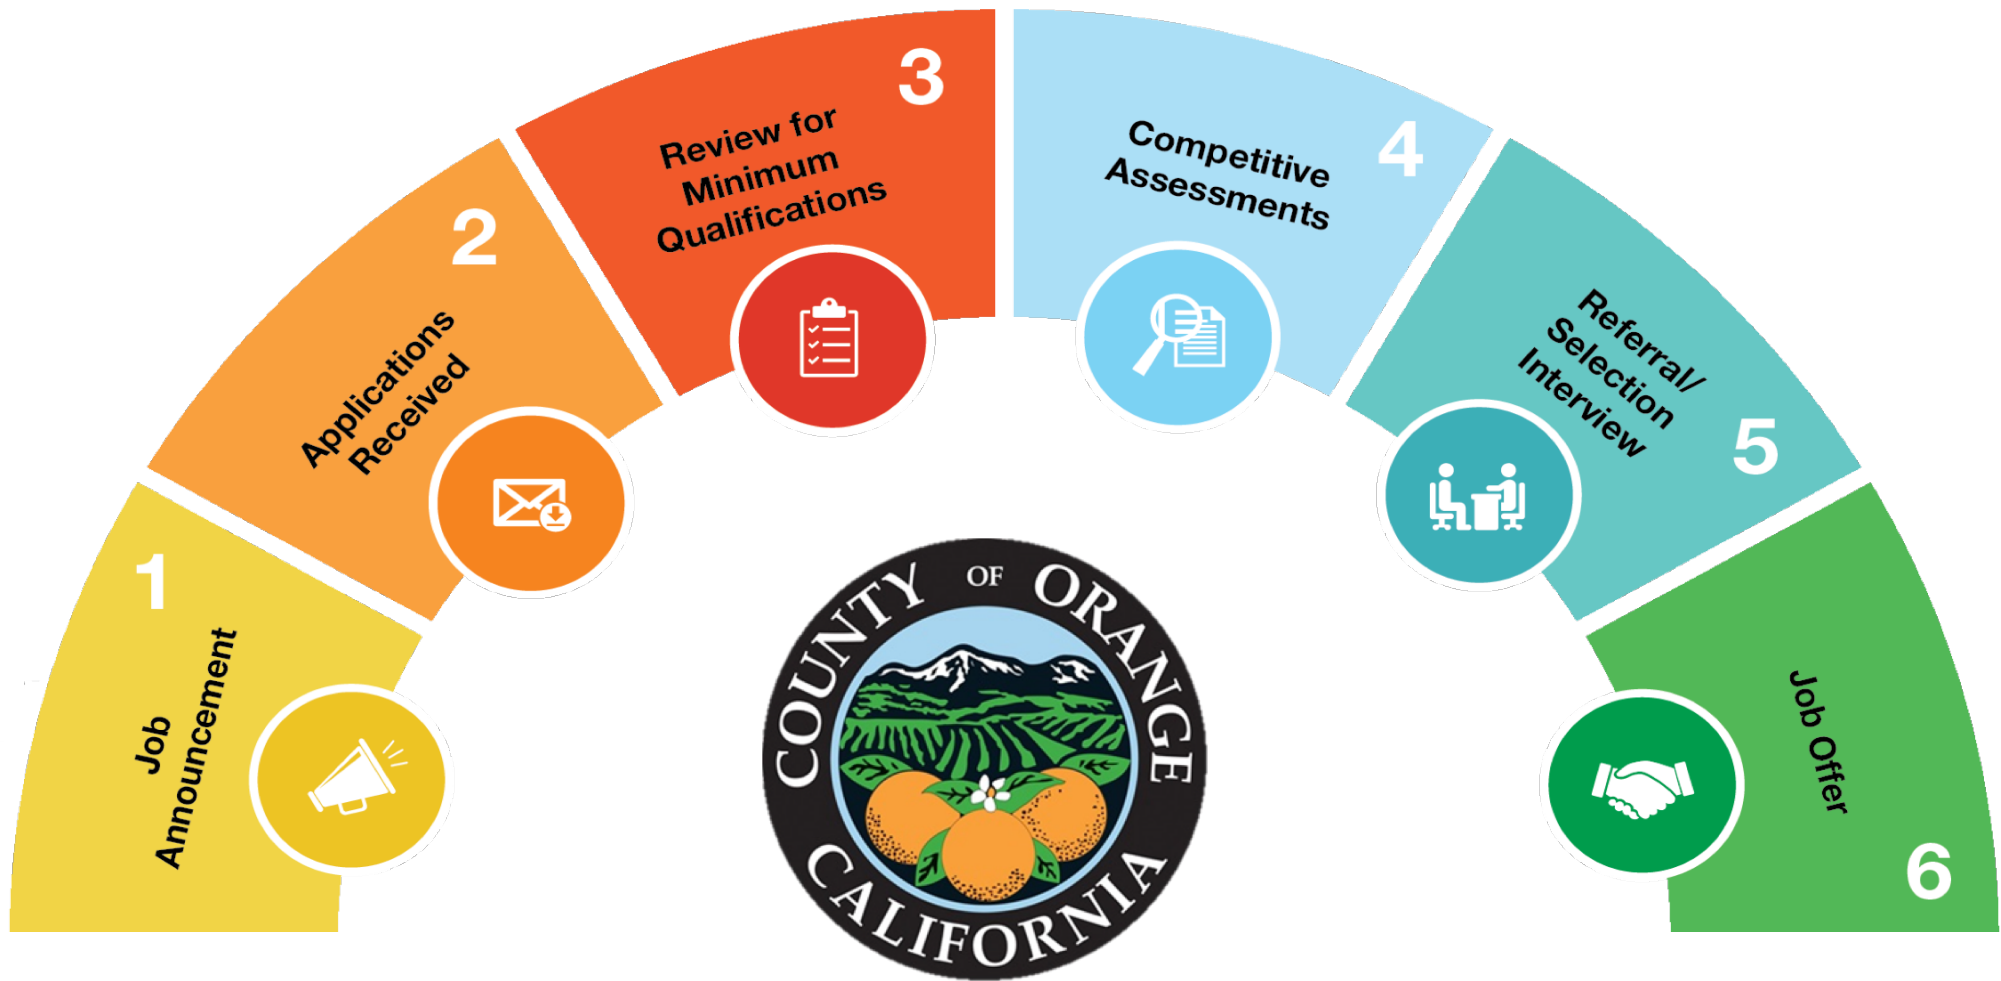 1
Job
Announcement
2
Applications
Received
3
Review for
Minimum
Qualifications
4
Competitive
Assessments
5
Referral/
Selection
Interview
6
Job Offer
COUNTY OF ORANGE
CALIFORNIA